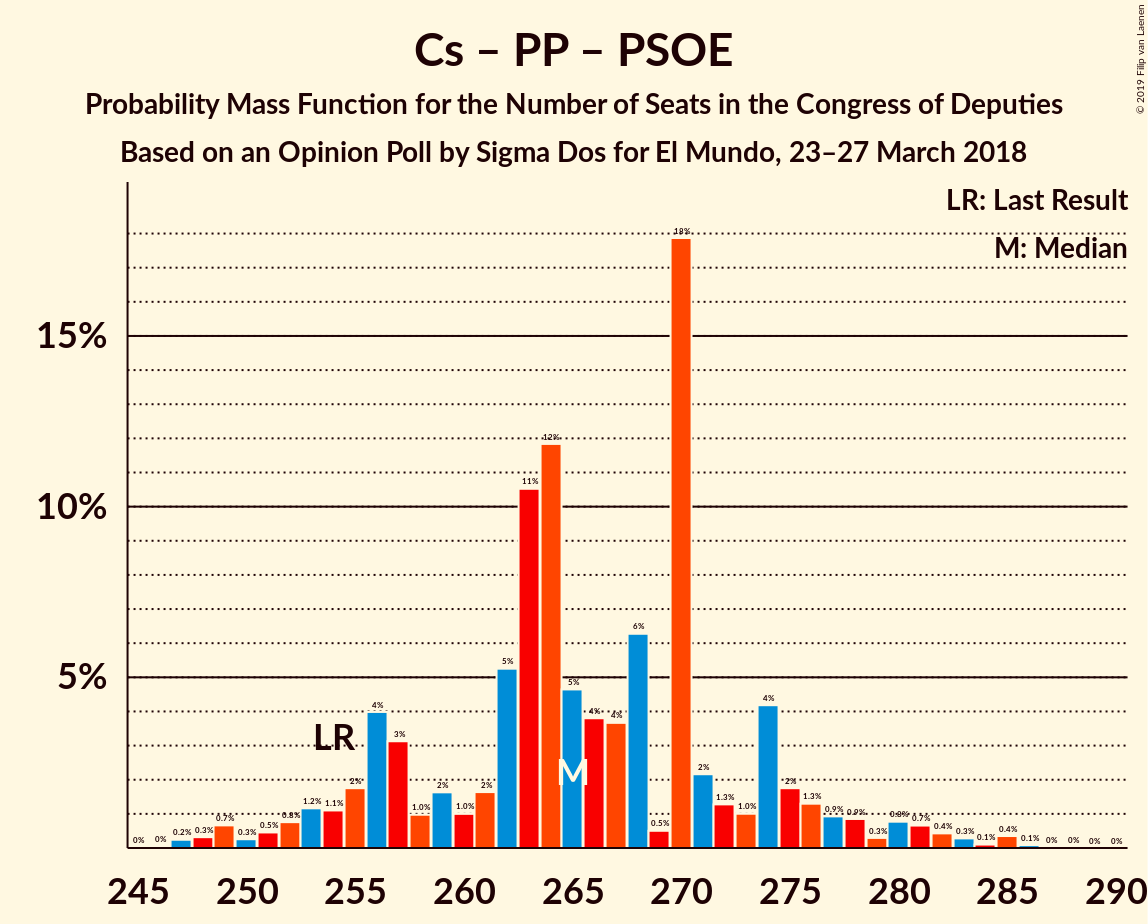 Cs – PP – PSOE
Probability Mass Function for the Number of Seats in the Congress of Deputies
Based on an Opinion Poll by Sigma Dos for El Mundo, 23–27 March 2018
© 2019 Filip van Laenen
LR: Last Result
M: Median
15%
10%
5%
LR
M
0% 0% 0.2% 0.3% 0.7% 0.3% 0.5% 0.8% 1.2% 1.1% 2% 4% 3% 1.0% 2% 1.0% 2% 5% 11% 12% 5% 4% 4% 6% 0.5% 18% 2% 1.3% 1.0% 4% 2% 1.3% 0.9% 0.9% 0.3% 0.8% 0.7% 0.4% 0.3% 0.1% 0.4% 0.1% 0% 0% 0% 0%
245 250 255 260 265 270 275 280 285 290